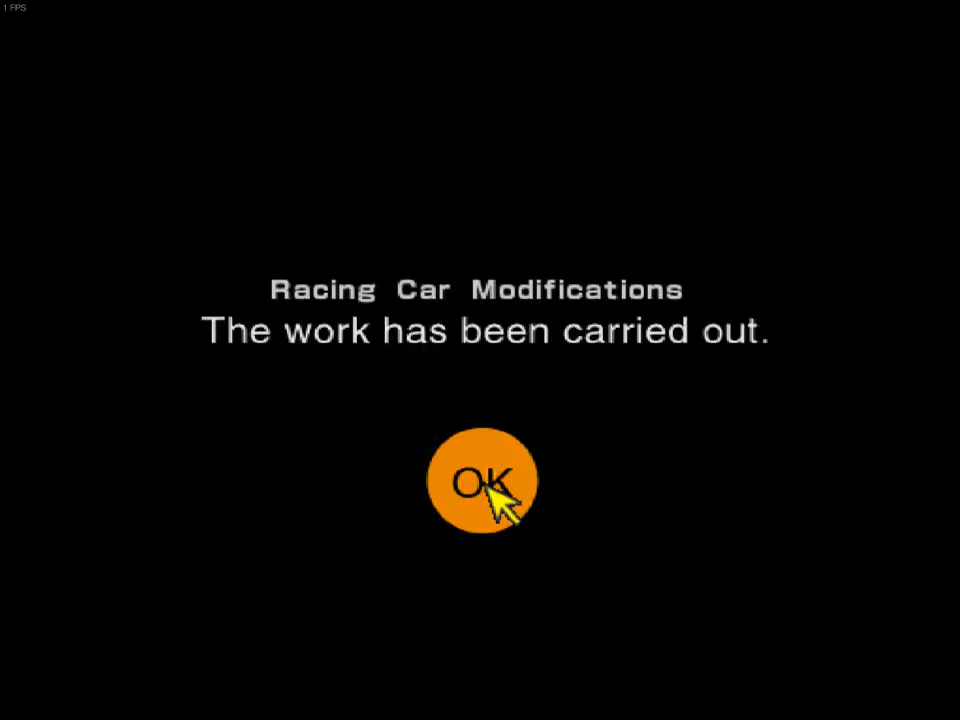 1 FPS
Racing Car Modifications
The work has been carried out.
OK